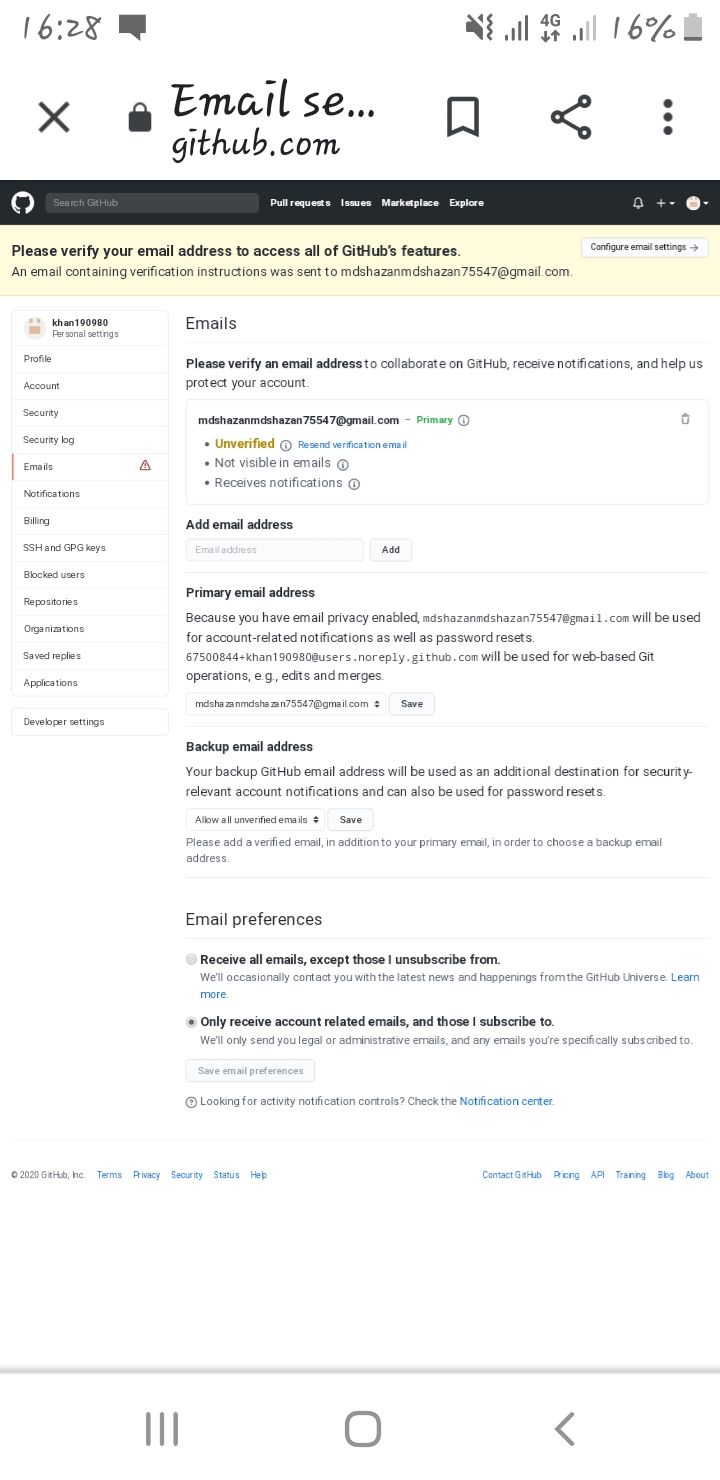 16:28
4G
16%
Email se...
github.com
Search GitHub
Pull requests Issues Marketplace Explore
Please verify your email address to access all of GitHub's features.
Configure email settings →
An email containing verification instructions was sent to mdshazanmdshazan75547@gmail.com.
khan190980
Personal settings
Profile
Account
Security
Security log
Emails
Notifications
Billing
SSH and GPG keys
Blocked users
Repositories
Organizations
Saved replies
Applications
Developer settings
Emails
Please verify an email address to collaborate on GitHub, receive notifications, and help us
protect your account.
mdshazanmdshazan75547@gmail.com – Primary
• Unverified Resend verification email
• Not visible in emails
• Receives notifications
Add email address
Email address Add
Primary email address
Because you have email privacy enabled, mdshazanmdshazan75547@gmail.com will be used
for account-related notifications as well as password resets.
67500844+khan190980@users.noreply.github.com will be used for web-based Git
operations, e.g., edits and merges.
mdshazanmdshazan75547@gmail.com Save
Backup email address
Your backup GitHub email address will be used as an additional destination for security-
relevant account notifications and can also be used for password resets.
Allow all unverified emails Save
Please add a verified email, in addition to your primary email, in order to choose a backup email
address.
Email preferences
Receive all emails, except those I unsubscribe from.
We'll occasionally contact you with the latest news and happenings from the GitHub Universe. Learn
more.
Only receive account related emails, and those I subscribe to.
We'll only send you legal or administrative emails, and any emails you're specifically subscribed to.
Save email preferences
Looking for activity notification controls? Check the Notification center.
© 2020 GitHub, Inc. Terms Privacy Security Status Help
Contact GitHub Pricing API Training Blog About